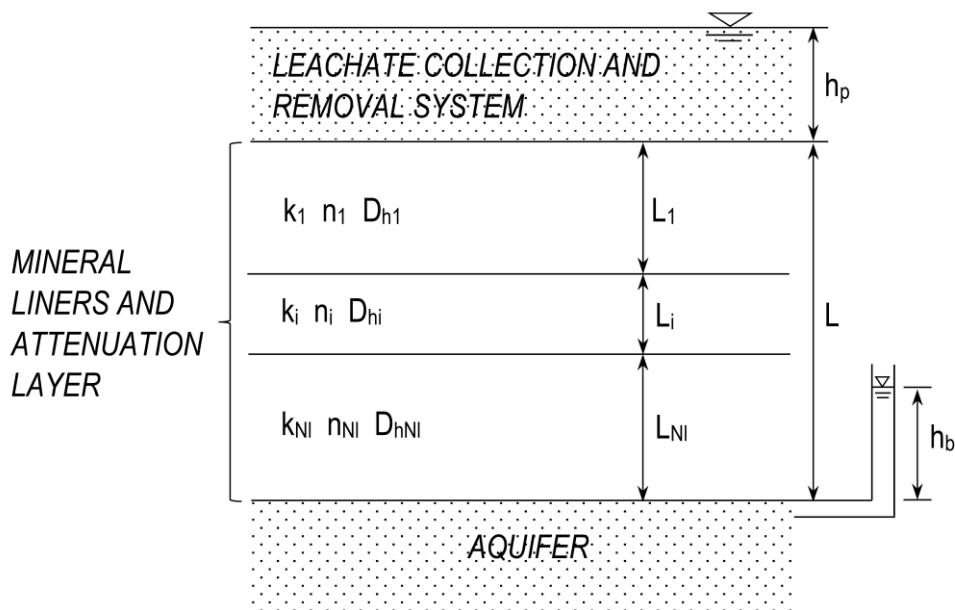 LEACHATE COLLECTION AND
REMOVAL SYSTEM
hp
k1 n1 Dh1
L1
MINERAL
LINERS AND
ATTENUATION
LAYER
ki ni Dhi
Li
L
kNl nNl DhNl
LNl
hb
AQUIFER